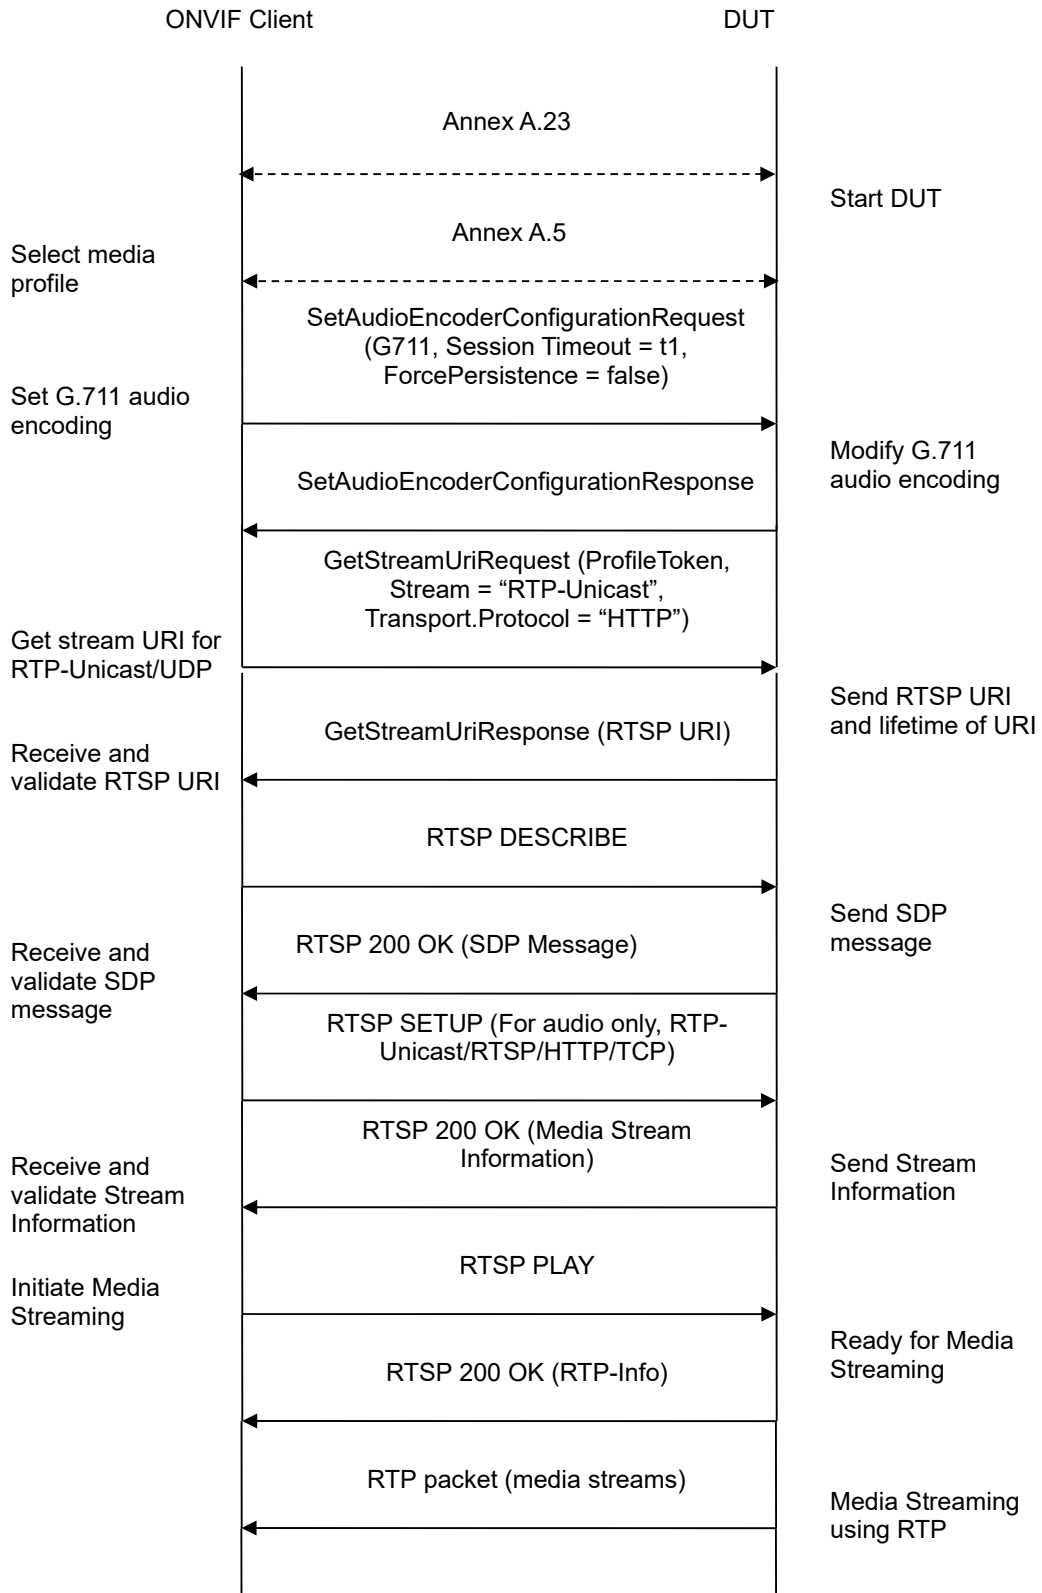 ONVIF Client
DUT
Annex A.23
Start DUT
Annex A.5
Select media
profile
SetAudioEncoderConfigurationRequest
(G711, Session Timeout = t1,
ForcePersistence = false)
Set G.711 audio
encoding
Modify G.711
audio encoding
SetAudioEncoderConfigurationResponse
GetStreamUriRequest (ProfileToken,
Stream = “RTP-Unicast”,
Transport.Protocol = “HTTP”)
Get stream URI for
RTP-Unicast/UDP
Send RTSP URI
and lifetime of URI
GetStreamUriResponse (RTSP URI)
Receive and
validate RTSP URI
RTSP DESCRIBE
Send SDP
message
RTSP 200 OK (SDP Message)
Receive and
validate SDP
message
RTSP SETUP (For audio only, RTP-
Unicast/RTSP/HTTP/TCP)
RTSP 200 OK (Media Stream
Information)
Receive and
validate Stream
Information
Send Stream
Information
RTSP PLAY
Initiate Media
Streaming
Ready for Media
Streaming
RTSP 200 OK (RTP-Info)
RTP packet (media streams)
Media Streaming
using RTP